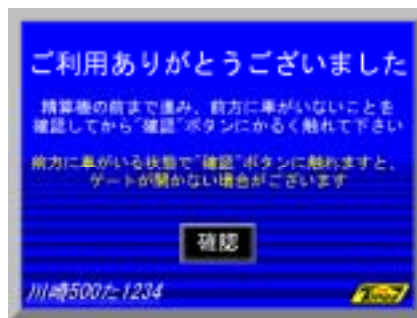 ご利用ありがとうございました
精算機の前まで進み、前方に車がいないことを
確認してから"確認"ボタンにかるく触れて下さい
前方に車がいる状態で"確認"ボタンに触れますと、
ゲートが開かない場合がございます
確認
川崎500た1234